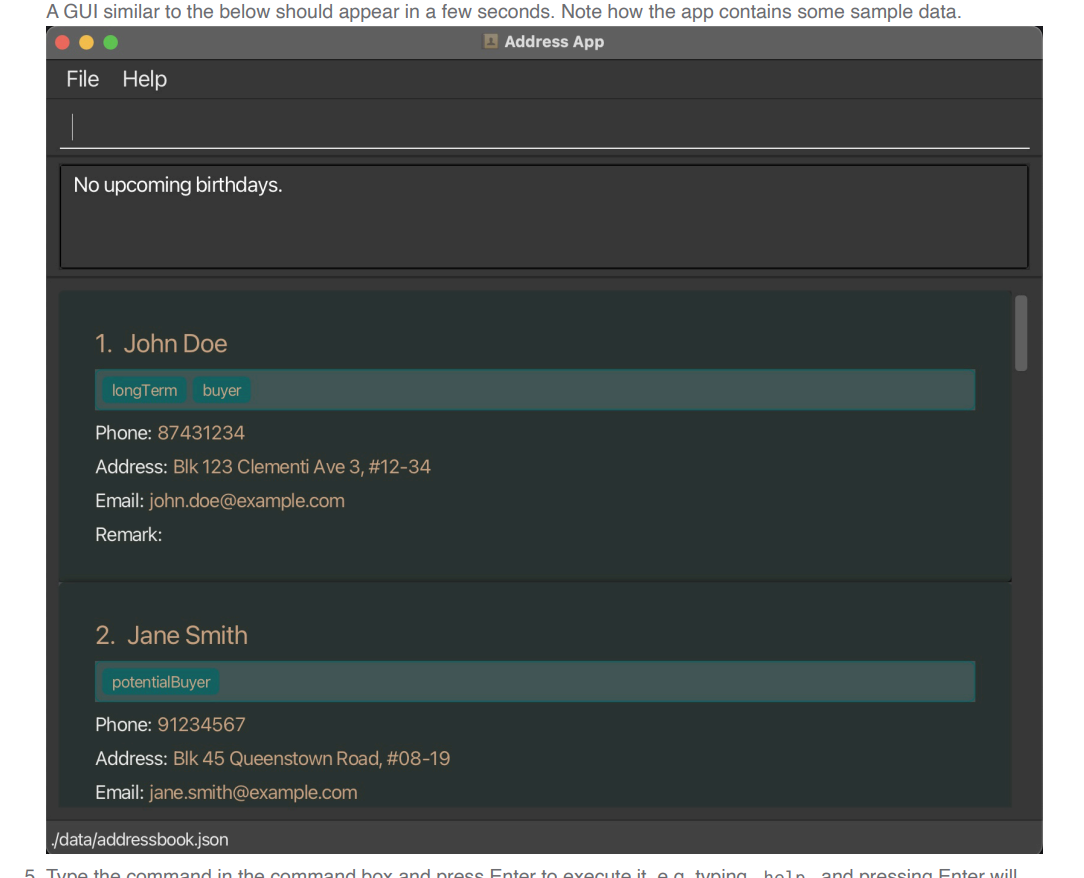 A GUI similar to the below should appear in a few seconds. Note how the app contains some sample data.
Address App
File Help
No upcoming birthdays.
1. John Doe
longTerm buyer
Phone: 87431234
Address: Blk 123 Clementi Ave 3, #12-34
Email: john.doe@example.com
Remark:
2. Jane Smith
potentialBuyer
Phone: 91234567
Address: Blk 45 Queenstown Road, #08-19
Email: jane.smith@example.com
./data/addressbook.json
5. Type the command in the command box and press Enter to execute it. e.g. typing help and pressing Enter will